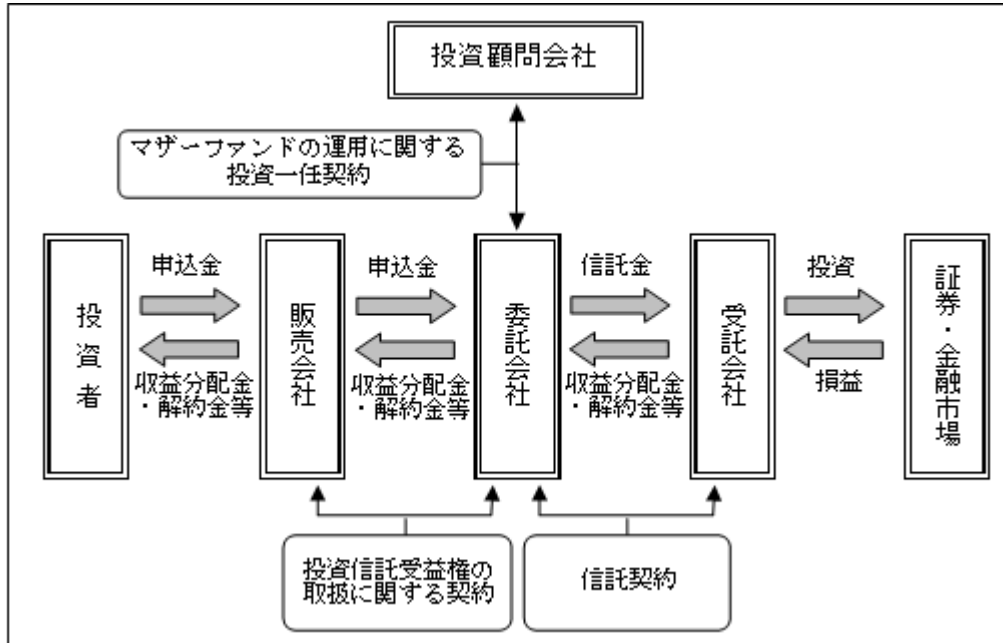 投資顧問会社
マザーファンドの運用に関する
投資一任契約
投資者
申込金
収益分配金
・解約金等
販売会社
申込金
収益分配金
・解約金等
委託会社
信託金
収益分配金
・解約金等
受託会社
投資
損益
証券・金融市場
投資信託受益権の
取扱に関する契約
信託契約